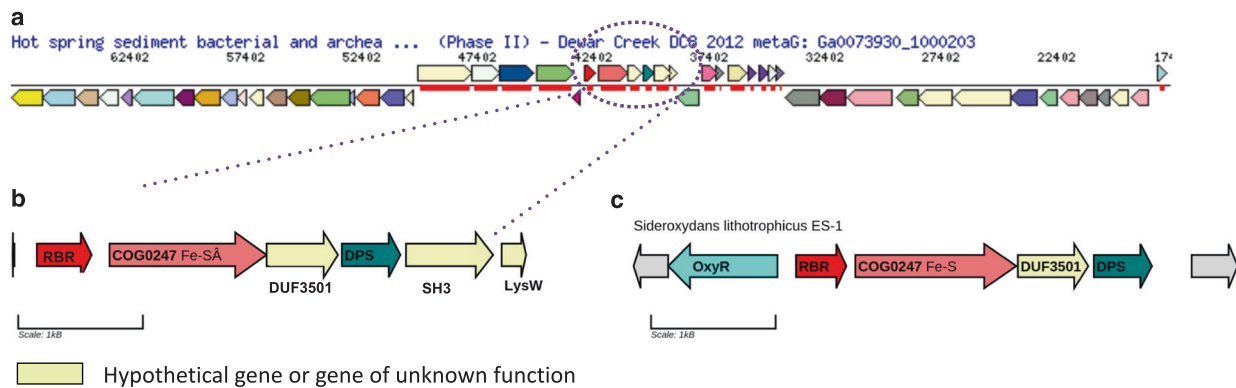 a
Hot spring sediment bacterial and archea ... (Phase II) - Dewar Creek DC8 2012 metaG: Ga0073930_1000203
62402 57402 52402 47402 42402 37402 32402 27402 22402 174
b
RBR COG0247 Fe-SÂ DPS
DUF3501 SH3 LysW
Scale: 1kB
c
Sideroxydans lithotrophicus ES-1
OxyR RBR COG0247 Fe-S DUF3501 DPS
Scale: 1kB
Hypothetical gene or gene of unknown function